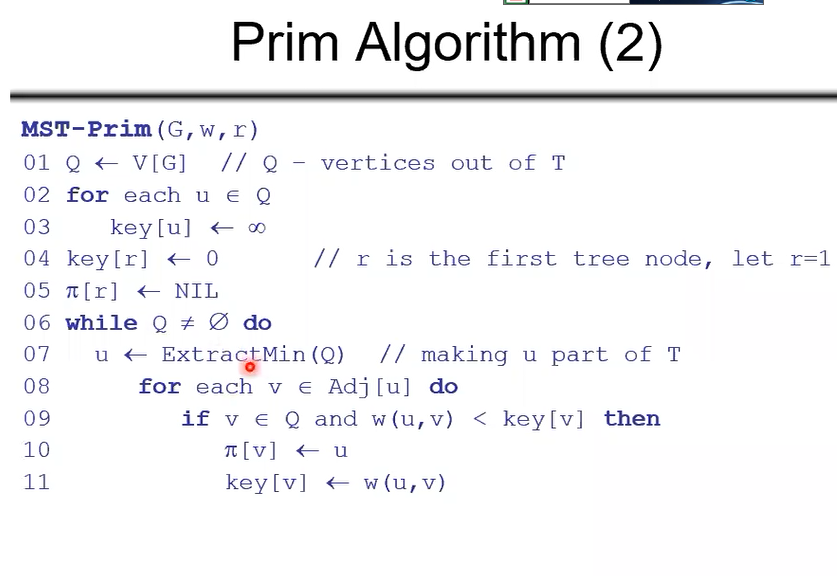 Prim Algorithm (2)
MST-Prim(G,w,r)
01 Q ← V[G] // Q – vertices out of T
02 for each u ∈ Q
03 key[u] ← ∞
04 key[r] ← 0 // r is the first tree node, let r=1
05 π[r] ← NIL
06 while Q ≠ ∅ do
07 u ← ExtractMin(Q) // making u part of T
08 for each v ∈ Adj[u] do
09 if v ∈ Q and w(u,v) < key[v] then
10 π[v] ← u
11 key[v] ← w(u,v)